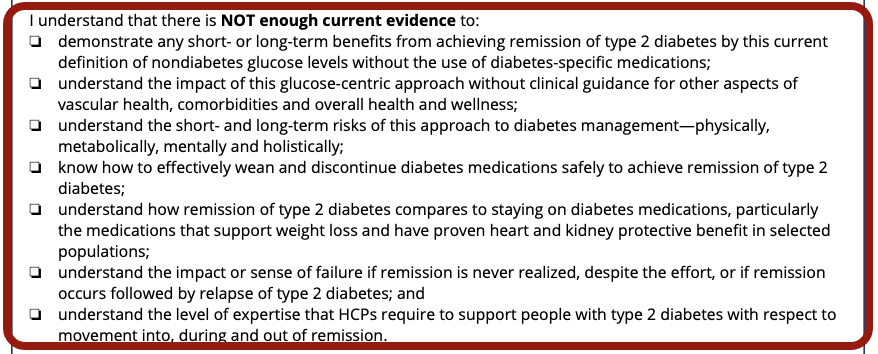 I understand that there is NOT enough current evidence to:
❏ demonstrate any short- or long-term benefits from achieving remission of type 2 diabetes by this current
definition of nondiabetes glucose levels without the use of diabetes-specific medications;
❏ understand the impact of this glucose-centric approach without clinical guidance for other aspects of
vascular health, comorbidities and overall health and wellness;
❏ understand the short- and long-term risks of this approach to diabetes management—physically,
metabolically, mentally and holistically;
❏ know how to effectively wean and discontinue diabetes medications safely to achieve remission of type 2
diabetes;
❏ understand how remission of type 2 diabetes compares to staying on diabetes medications, particularly
the medications that support weight loss and have proven heart and kidney protective benefit in selected
populations;
❏ understand the impact or sense of failure if remission is never realized, despite the effort, or if remission
occurs followed by relapse of type 2 diabetes; and
❏ understand the level of expertise that HCPs require to support people with type 2 diabetes with respect to
movement into, during and out of remission.